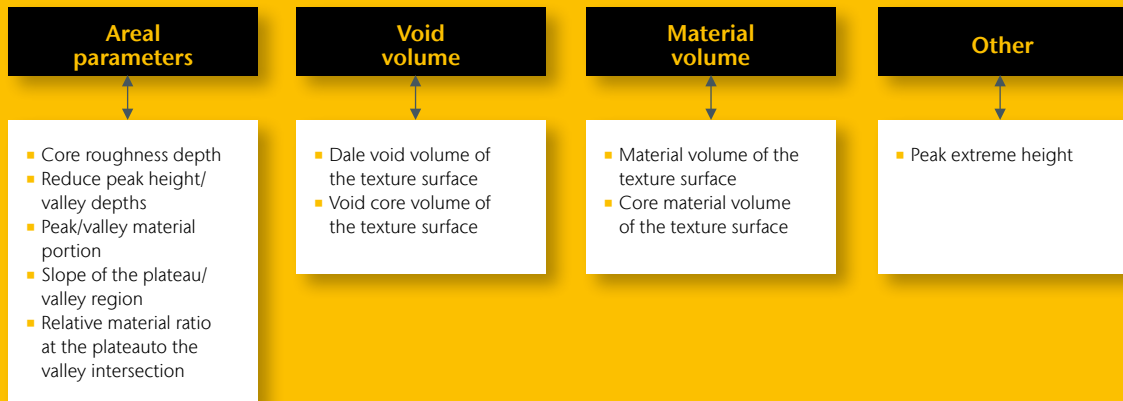 Areal
parameters
Core roughness depth
Reduce peak height/
valley depths
Peak/valley material
portion
Slope of the plateau/
valley region
Relative material ratio
at the plateauto the
valley intersection
Void
volume
Dale void volume of
the texture surface
Void core volume of
the texture surface
Material
volume
Material volume of the
texture surface
Core material volume
of the texture surface
Other
Peak extreme height